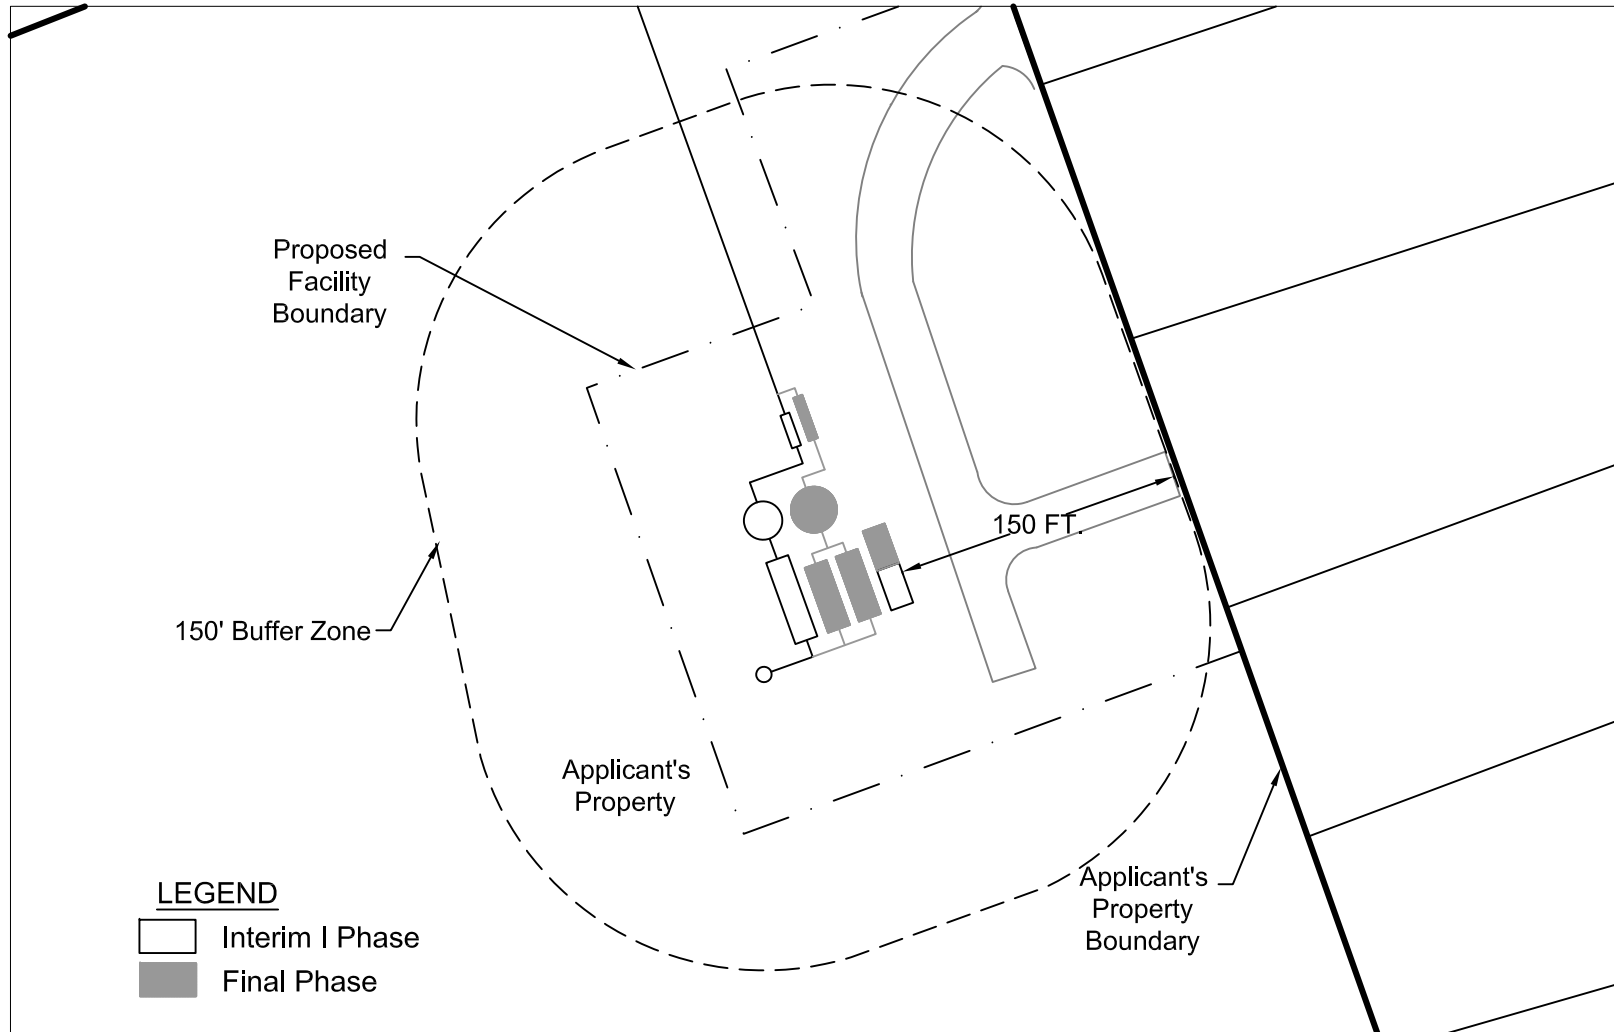 Proposed
Facility
Boundary
150 FT.
150' Buffer Zone
Applicant's
Property
Applicant's
Property
Boundary
LEGEND
Interim I Phase
Final Phase